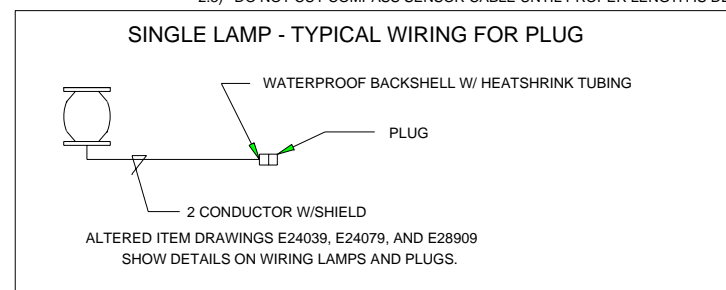 SINGLE LAMP - TYPICAL WIRING FOR PLUG
WATERPROOF BACKSHELL W/ HEATSHRINK TUBING
PLUG
2 CONDUCTOR W/SHIELD
ALTERED ITEM DRAWINGS E24039, E24079, AND E28909
SHOW DETAILS ON WIRING LAMPS AND PLUGS.